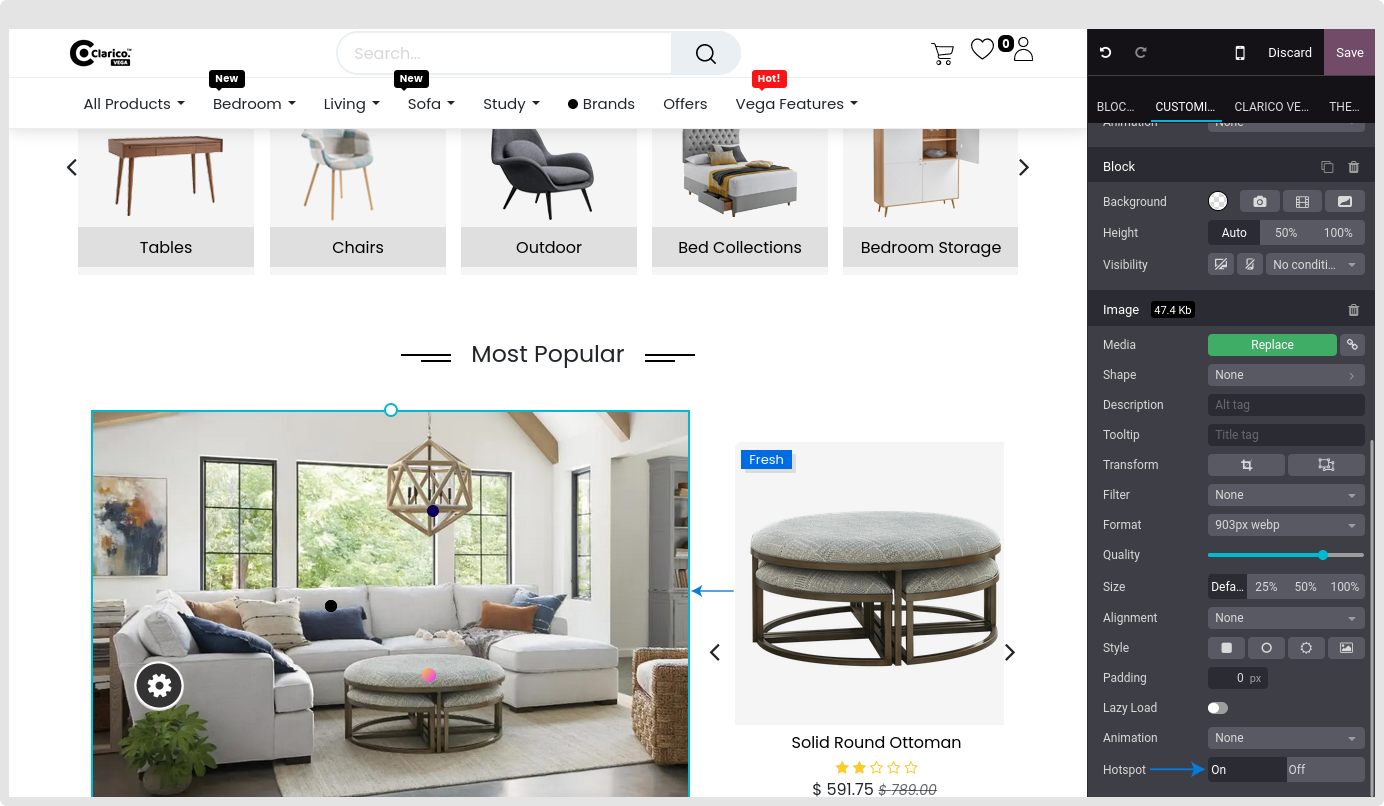 Clarico.
VEGA
Search...
0
Discard
Save
New
New
Hot!
All Products
Bedroom
Living
Sofa
Study
Brands
Offers
Vega Features
BLOC...
CUSTOMI...
CLARICO VE...
THE...
Animation
None
Block
Background
Height
Auto
50%
100%
Visibility
No conditi...
Tables
Chairs
Outdoor
Bed Collections
Bedroom Storage
Image
47.4 Kb
Media
Replace
Shape
None
Description
Alt tag
Tooltip
Title tag
Transform
Filter
None
Format
903px webp
Quality
Size
Defa...
25%
50%
100%
Alignment
None
Style
Padding
0 px
Lazy Load
Animation
None
Hotspot
On
Off
Most Popular
Fresh
Solid Round Ottoman
$ 591.75 $ 789.00